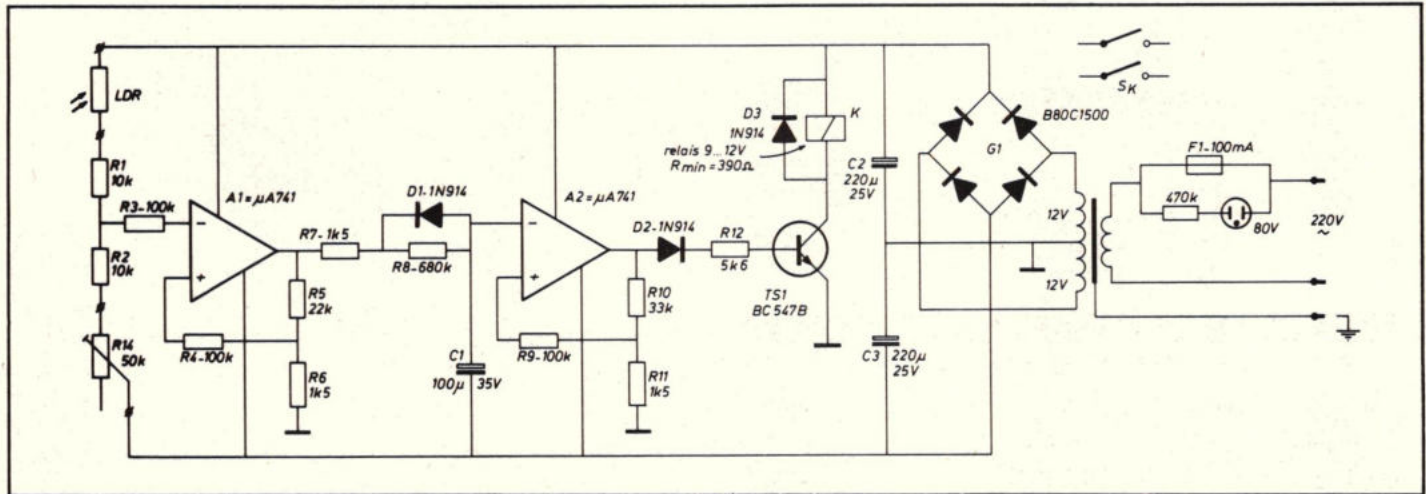 LDR
R1
10k
R3-100k
R2
10k
R14
50k
A1=µA741
−
+
R4-100k
R5
22k
R6
1k5
R7-1k5
D1-1N914
R8-680k
C1
100µ 35V
A2=µA741
−
+
R9-100k
R10
33k
R11
1k5
D2-1N914
R12
5k6
TS1
BC547B
D3
1N914
K
relais 9...12V
Rmin=390Ω
C2
220µ
25V
C3 220µ
25V
G1
B80C1500
SK
12V
12V
F1-100mA
470k
80V
220V
~